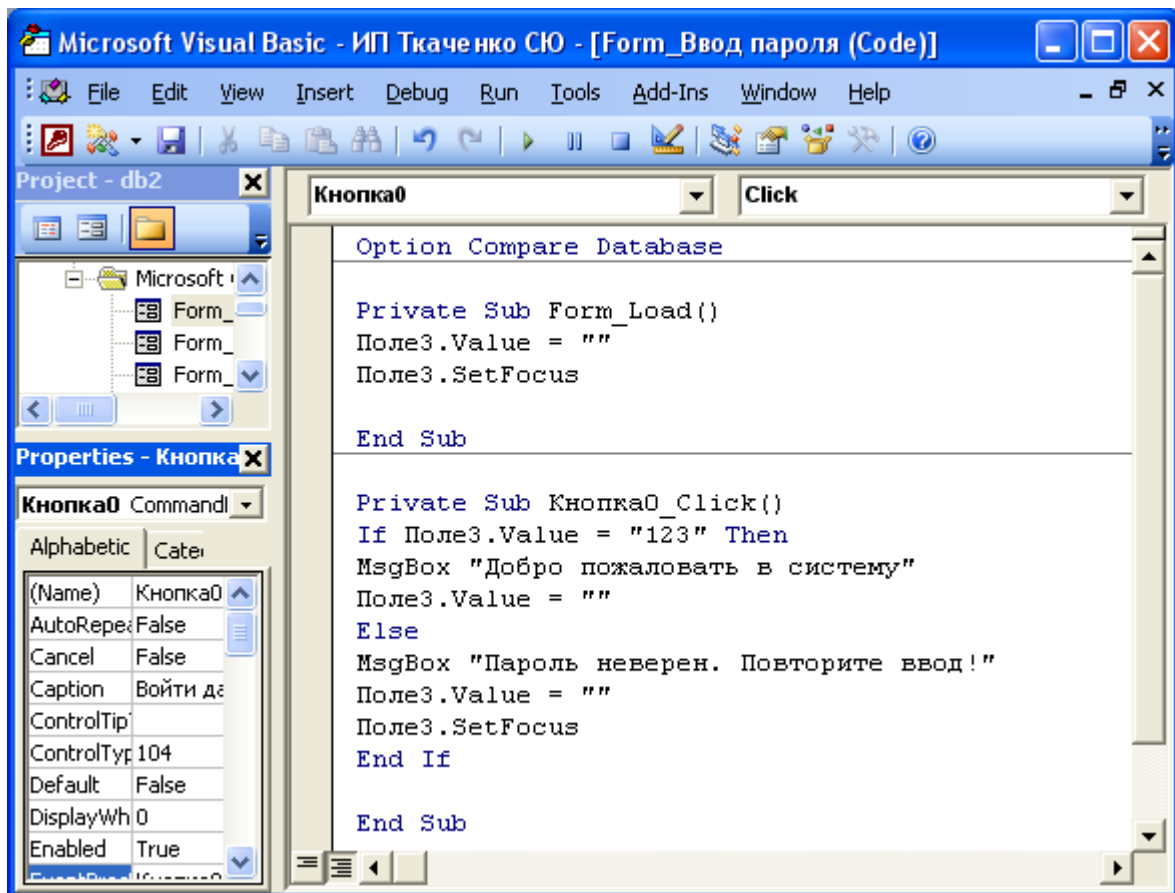 Microsoft Visual Basic - ИП Ткаченко СЮ - [Form_Ввод пароля (Code)]
File Edit View Insert Debug Run Tools Add-Ins Window Help
Project - db2
Microsoft
Form_
Form_
Form_
Properties - Кнопка
Кнопка0 Command
Alphabetic Cate
(Name) Кнопка0
AutoRepea False
Cancel False
Caption Войти да
ControlTip
ControlTyp 104
Default False
DisplayWh 0
Enabled True
Кнопка0 Click
Option Compare Database
Private Sub Form_Load()
Поле3.Value = ""
Поле3.SetFocus
End Sub
Private Sub Кнопка0_Click()
If Поле3.Value = "123" Then
MsgBox "Добро пожаловать в систему"
Поле3.Value = ""
Else
MsgBox "Пароль неверен. Повторите ввод!"
Поле3.Value = ""
Поле3.SetFocus
End If
End Sub